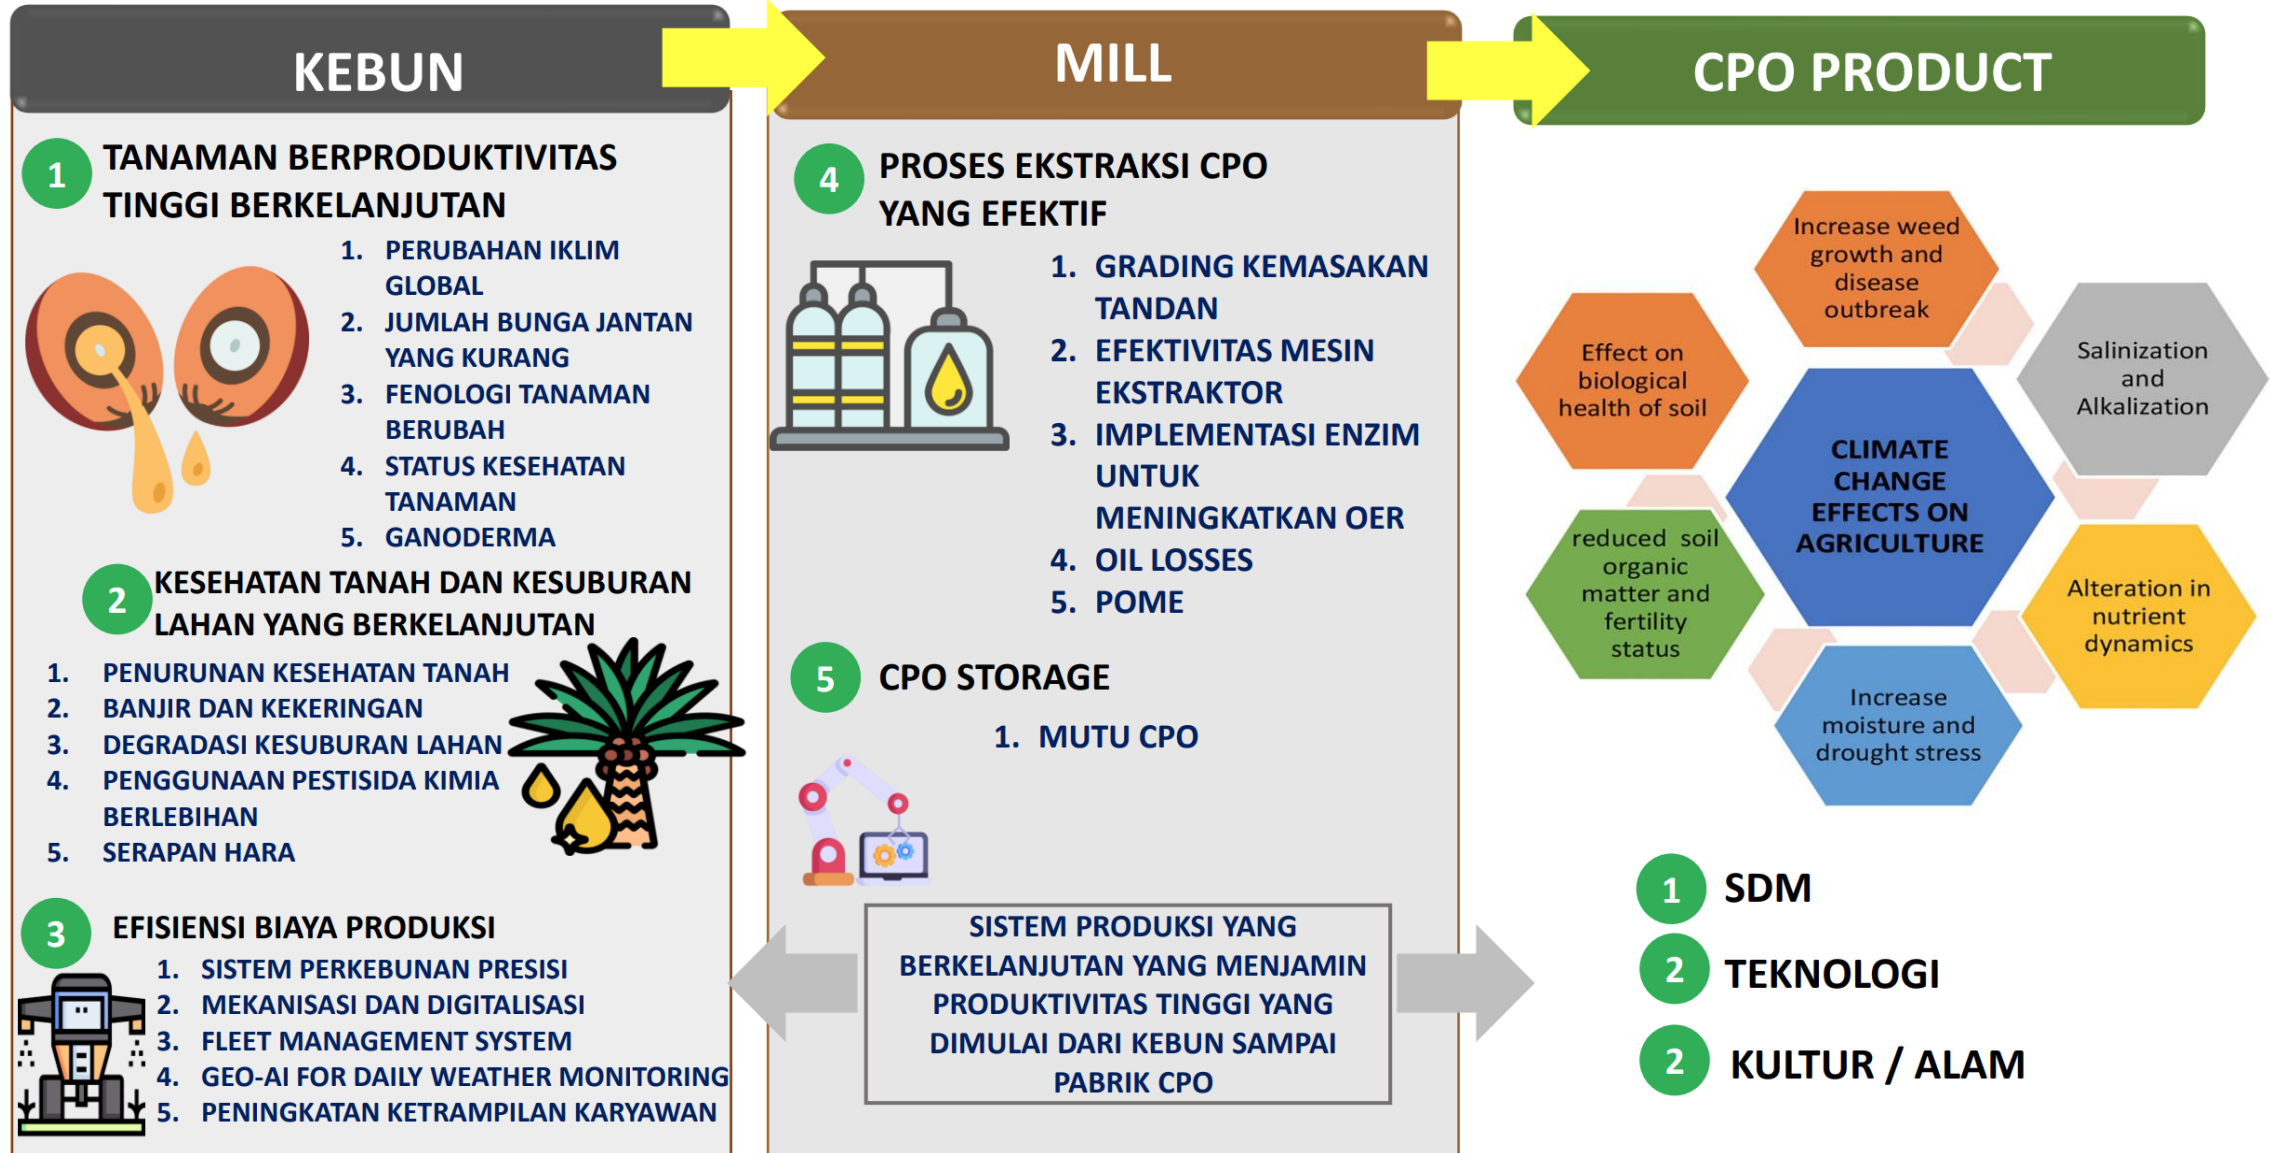 KEBUN
1
TANAMAN BERPRODUKTIVITAS
TINGGI BERKELANJUTAN
1. PERUBAHAN IKLIM
GLOBAL
2. JUMLAH BUNGA JANTAN
YANG KURANG
3. FENOLOGI TANAMAN
BERUBAH
4. STATUS KESEHATAN
TANAMAN
5. GANODERMA
2
KESEHATAN TANAH DAN KESUBURAN
LAHAN YANG BERKELANJUTAN
1. PENURUNAN KESEHATAN TANAH
2. BANJIR DAN KEKERINGAN
3. DEGRADASI KESUBURAN LAHAN
4. PENGGUNAAN PESTISIDA KIMIA
BERLEBIHAN
5. SERAPAN HARA
3
EFISIENSI BIAYA PRODUKSI
1. SISTEM PERKEBUNAN PRESISI
2. MEKANISASI DAN DIGITALISASI
3. FLEET MANAGEMENT SYSTEM
4. GEO-AI FOR DAILY WEATHER MONITORING
5. PENINGKATAN KETRAMPILAN KARYAWAN
MILL
4
PROSES EKSTRAKSI CPO
YANG EFEKTIF
1. GRADING KEMASAKAN
TANDAN
2. EFEKTIVITAS MESIN
EKSTRAKTOR
3. IMPLEMENTASI ENZIM
UNTUK
MENINGKATKAN OER
4. OIL LOSSES
5. POME
5
CPO STORAGE
1. MUTU CPO
SISTEM PRODUKSI YANG
BERKELANJUTAN YANG MENJAMIN
PRODUKTIVITAS TINGGI YANG
DIMULAI DARI KEBUN SAMPAI
PABRIK CPO
CPO PRODUCT
Increase weed
growth and
disease
outbreak
Salinization
and
Alkalization
Alteration in
nutrient
dynamics
Increase
moisture and
drought stress
reduced soil
organic
matter and
fertility
status
Effect on
biological
health of soil
CLIMATE
CHANGE
EFFECTS ON
AGRICULTURE
1
SDM
2
TEKNOLOGI
2
KULTUR / ALAM